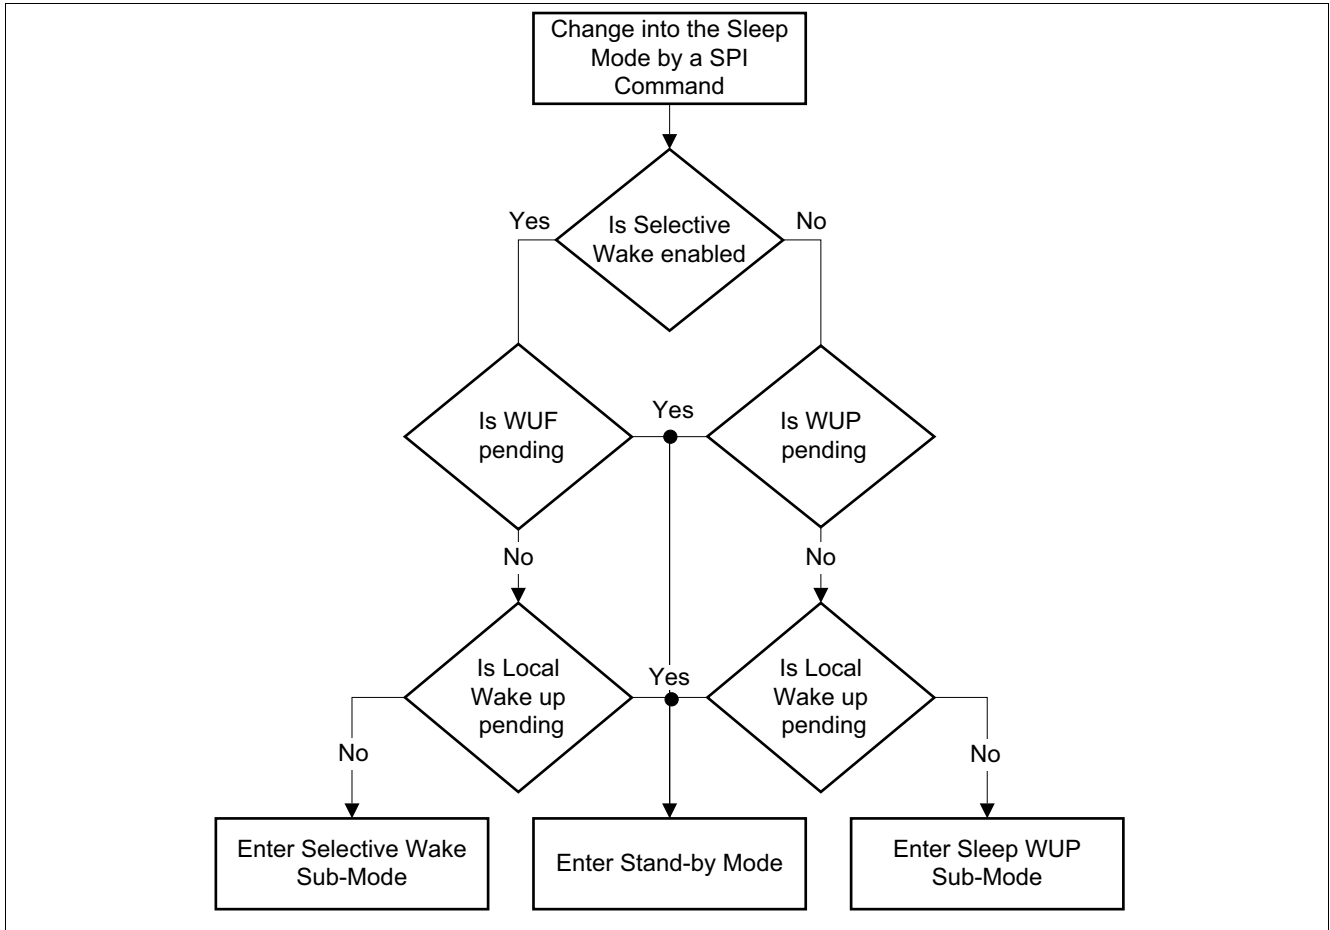 Change into the Sleep
Mode by a SPI
Command
Yes
No
Is Selective
Wake enabled
Is WUF
pending
Yes
Is WUP
pending
No
No
Is Local
Wake up
pending
Yes
Is Local
Wake up
pending
No
No
Enter Selective Wake
Sub-Mode
Enter Stand-by Mode
Enter Sleep WUP
Sub-Mode